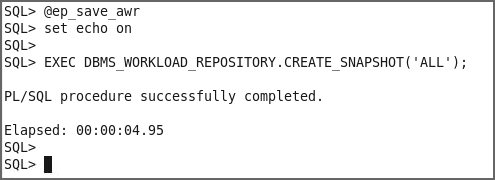 SQL> @ep_save_awr
SQL> set echo on
SQL>
SQL> EXEC DBMS_WORKLOAD_REPOSITORY.CREATE_SNAPSHOT('ALL');
PL/SQL procedure successfully completed.
Elapsed: 00:00:04.95
SQL>
SQL>